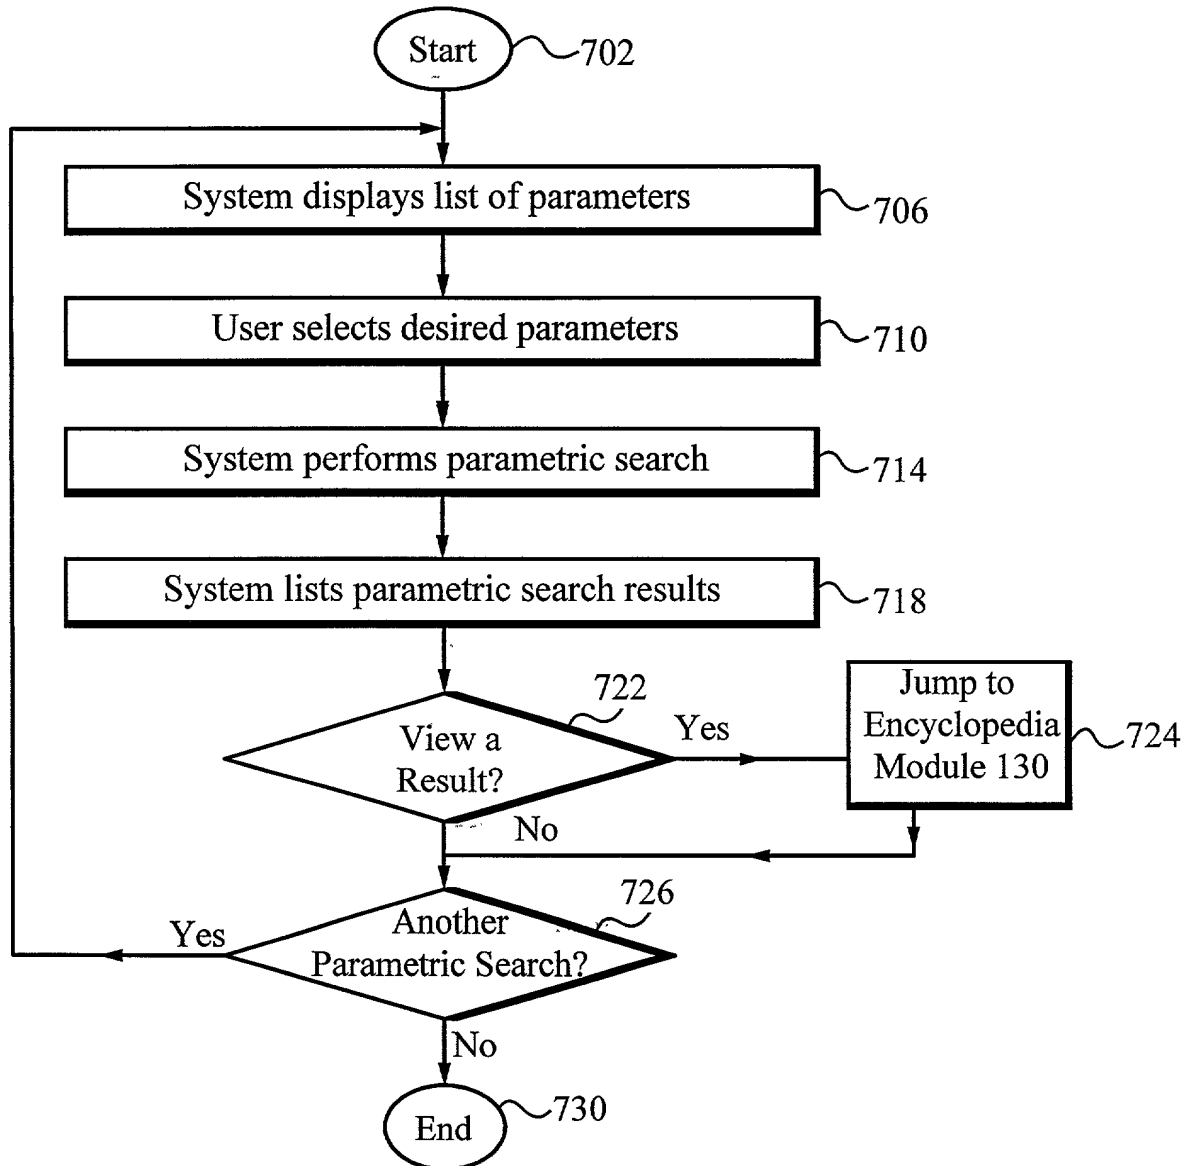 Start
702
System displays list of parameters
706
User selects desired parameters
710
System performs parametric search
714
System lists parametric search results
718
722
View a
Result?
Yes
Jump to
Encyclopedia
Module 130
724
No
726
Another
Parametric Search?
Yes
No
End
730